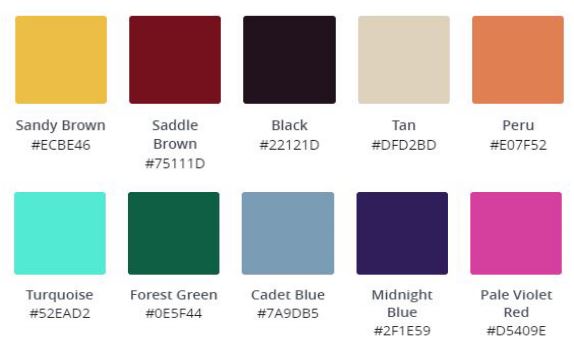 Sandy Brown
#ECBE46
Saddle
Brown
#75111D
Black
#22121D
Tan
#DFD2BD
Peru
#E07F52
Turquoise
#52EAD2
Forest Green
#0E5F44
Cadet Blue
#7A9DB5
Midnight
Blue
#2F1E59
Pale Violet
Red
#D5409E